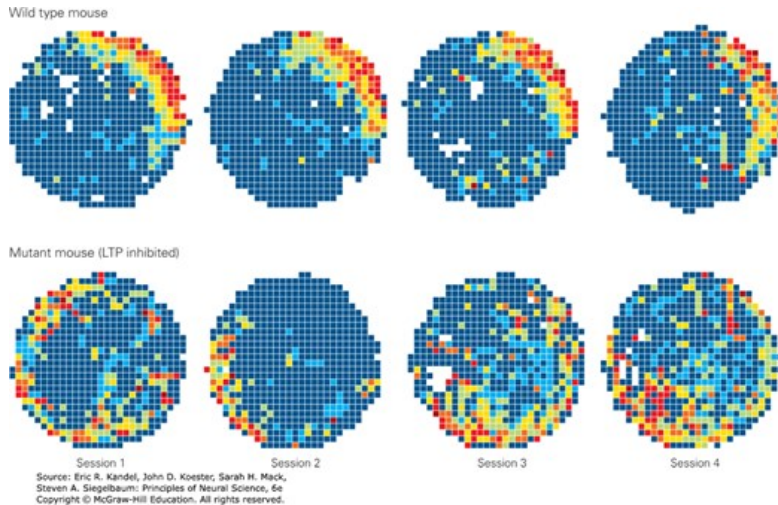 Wild type mouse
Mutant mouse (LTP inhibited)
Session 1
Session 2
Session 3
Session 4
Source: Eric R. Kandel, John D. Koester, Sarah H. Mack,
Steven A. Siegelbaum: Principles of Neural Science, 6e
Copyright © McGraw-Hill Education. All rights reserved.